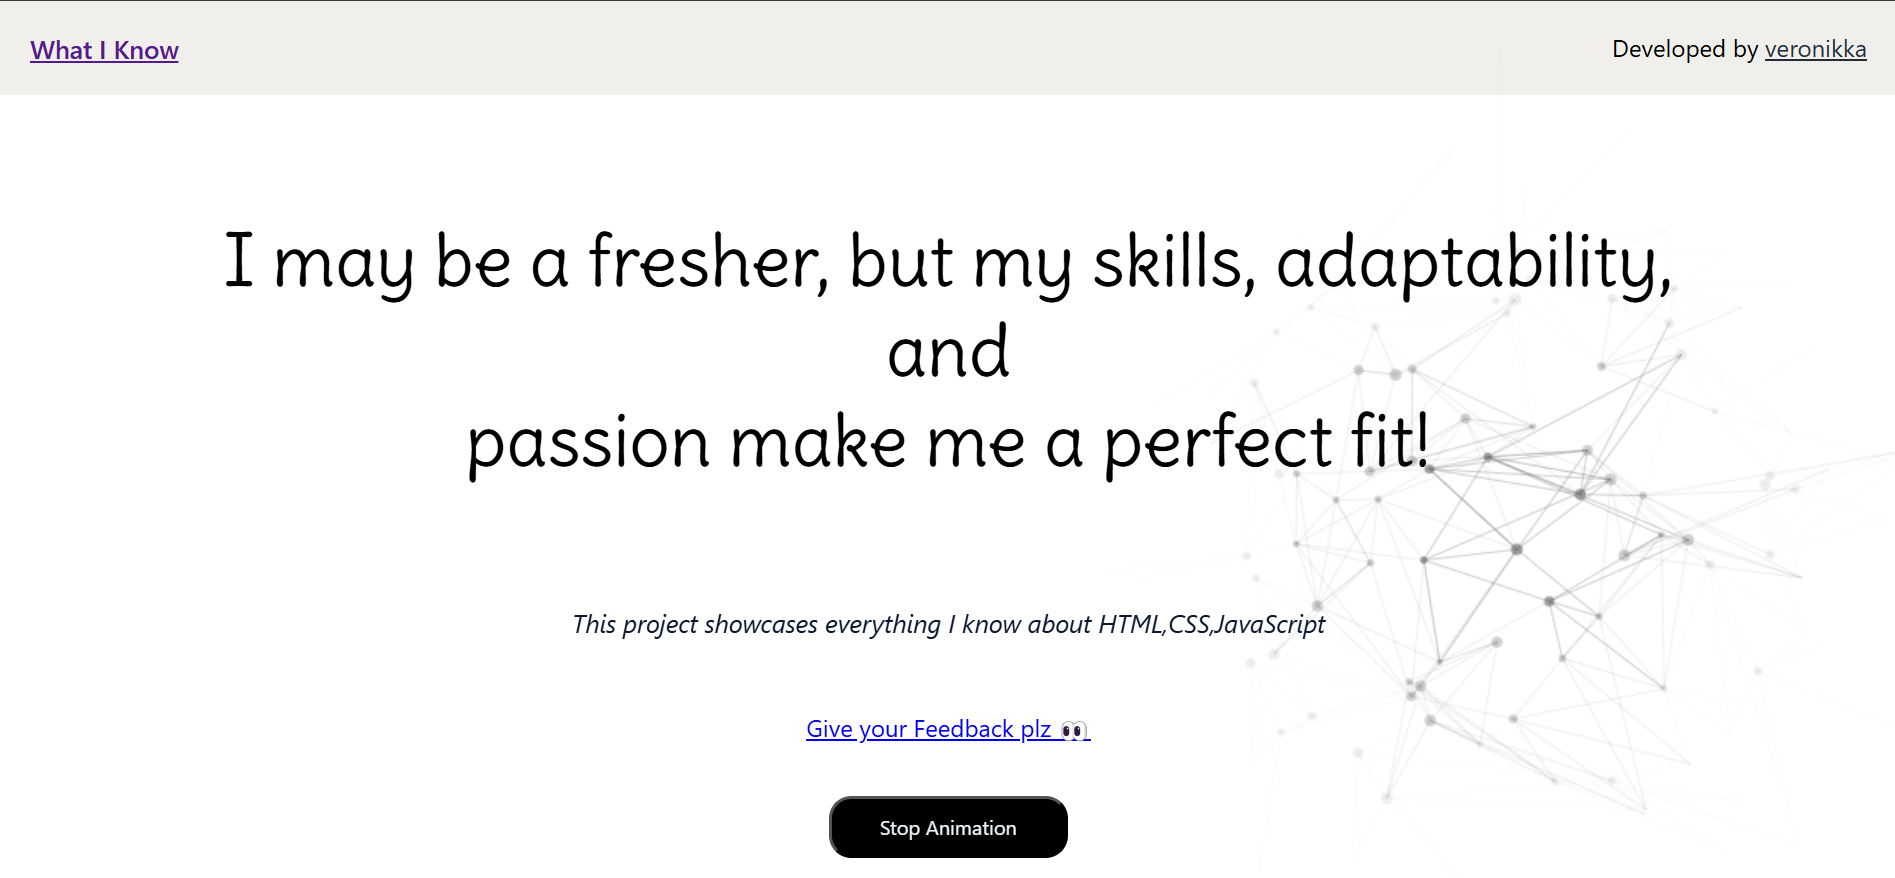 What I Know
Developed by veronikka
I may be a fresher, but my skills, adaptability,
and
passion make me a perfect fit!
This project showcases everything I know about HTML,CSS,JavaScript
Give your Feedback plz 👀
Stop Animation